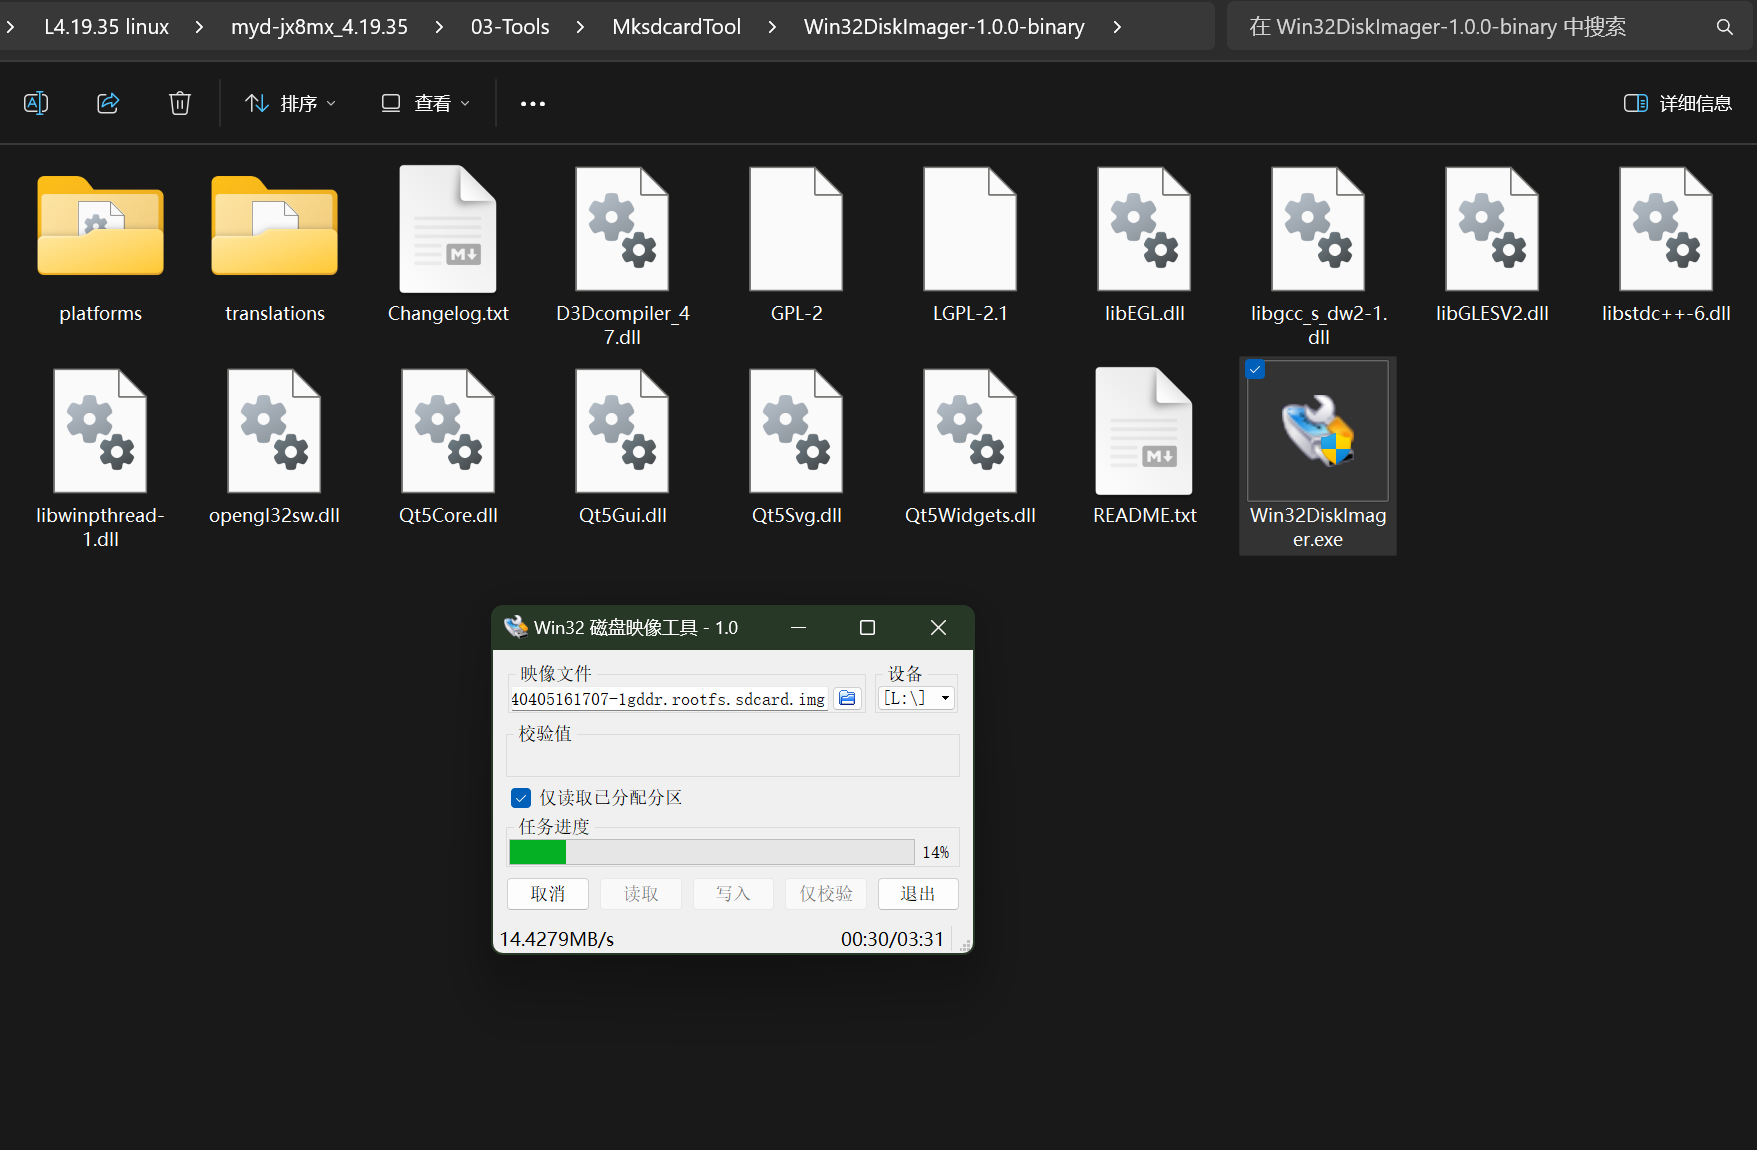 L4.19.35 linux > myd-jx8mx_4.19.35 > 03-Tools > MksdcardTool > Win32DiskImager-1.0.0-binary >
在 Win32DiskImager-1.0.0-binary 中搜索
排序
查看
详细信息
platforms
translations
Changelog.txt
D3Dcompiler_4
7.dll
GPL-2
LGPL-2.1
libEGL.dll
libgcc_s_dw2-1.
dll
libGLESV2.dll
libstdc++-6.dll
libwinpthread-
1.dll
opengl32sw.dll
Qt5Core.dll
Qt5Gui.dll
Qt5Svg.dll
Qt5Widgets.dll
README.txt
Win32DiskImag
er.exe
Win32 磁盘映像工具 - 1.0
映像文件
设备
40405161707-1gddr.rootfs.sdcard.img
[L:\]
校验值
仅读取已分配分区
任务进度
14%
取消
读取
写入
仅校验
退出
14.4279MB/s
00:30/03:31